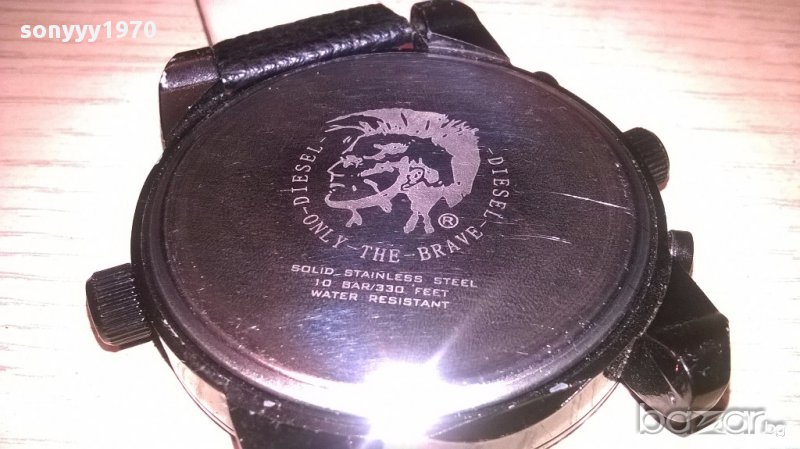 sonyyy1970
DIESEL - ONLY - THE - BRAVE - DIESEL
®
SOLID STAINLESS STEEL
10 BAR/330 FEET
WATER RESISTANT
bazar.bg